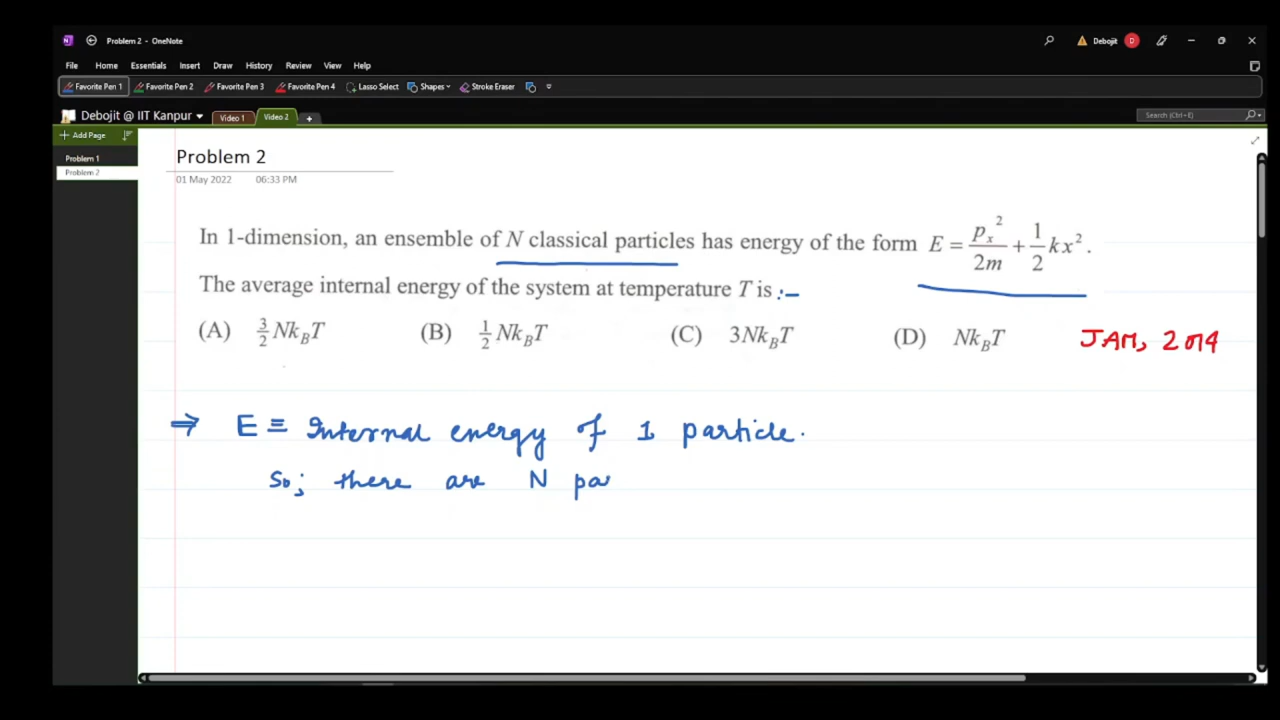 Problem 2 - OneNote
Debojit D
File Home Essentials Insert Draw History Review View Help
Favorite Pen 1 Favorite Pen 2 Favorite Pen 3 Favorite Pen 4 Lasso Select Shapes Stroke Eraser
Debojit @ IIT Kanpur Video 1 Video 2
Search (Ctrl+E)
Add Page
Problem 1
Problem 2
Problem 2
01 May 2022 06:33 PM
In 1-dimension, an ensemble of N classical particles has energy of the form E = pₓ²/2m + 1/2 kx².
The average internal energy of the system at temperature T is :-
(A) 3/2 Nk_BT (B) 1/2 Nk_BT (C) 3Nk_BT (D) Nk_BT JAM, 2014
⇒ E ≡ Internal energy of 1 particle.
So; there are N pa